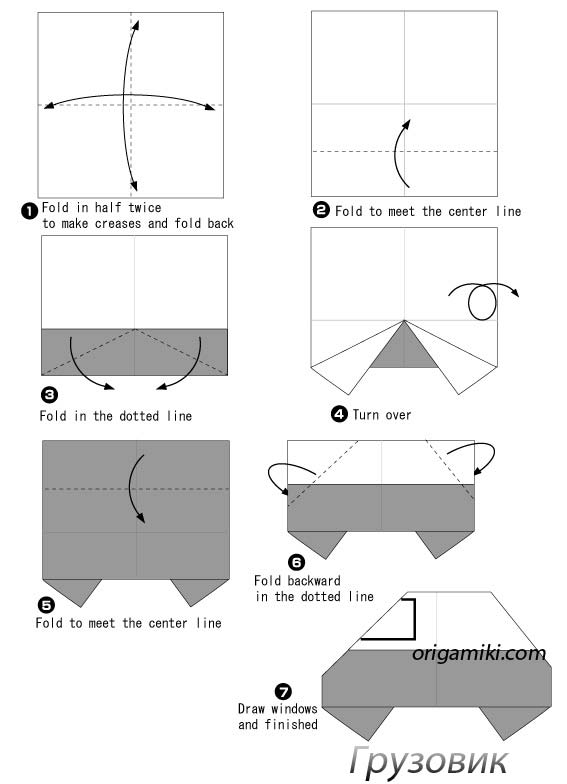 1 Fold in half twice
to make creases and fold back
2 Fold to meet the center line
3
Fold in the dotted line
4 Turn over
5
Fold to meet the center line
6
Fold backward
in the dotted line
origamiki.com
7
Draw windows
and finished
Грузовик